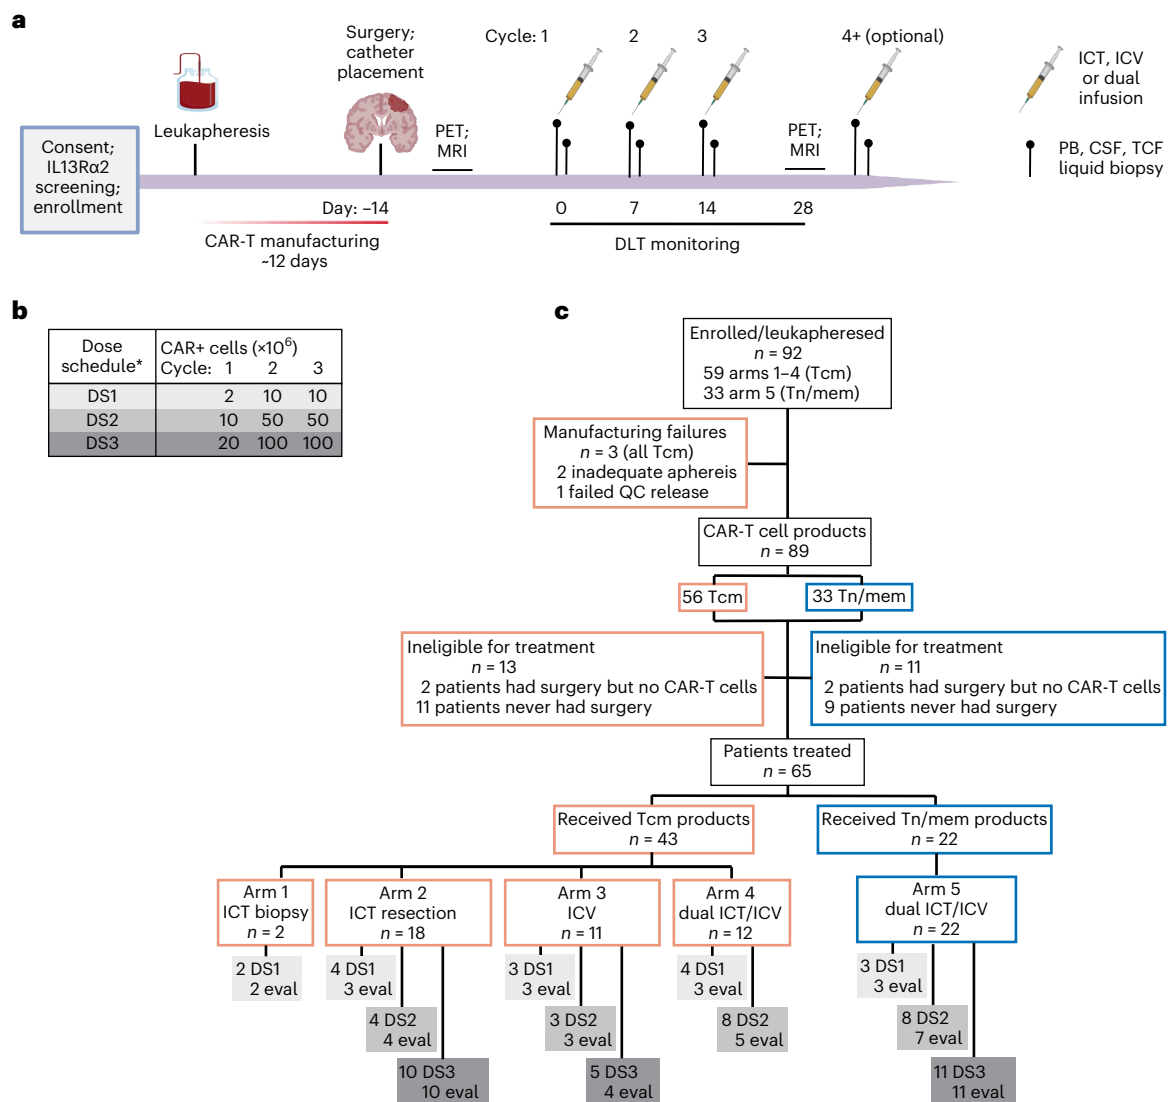 a
Consent;
IL13Rα2
screening;
enrollment
Leukapheresis
Surgery;
catheter
placement
PET;
MRI
Cycle: 1
2
3
4+ (optional)
PET;
MRI
ICT, ICV
or dual
infusion
PB, CSF, TCF
liquid biopsy
Day: −14
0
7
14
28
CAR-T manufacturing
~12 days
DLT monitoring
b
Dose
schedule*
CAR+ cells (×10⁶)
Cycle: 1 2 3
DS1 2 10 10
DS2 10 50 50
DS3 20 100 100
c
Enrolled/leukapheresed
n = 92
59 arms 1–4 (Tcm)
33 arm 5 (Tn/mem)
Manufacturing failures
n = 3 (all Tcm)
2 inadequate aphereis
1 failed QC release
CAR-T cell products
n = 89
56 Tcm
33 Tn/mem
Ineligible for treatment
n = 13
2 patients had surgery but no CAR-T cells
11 patients never had surgery
Ineligible for treatment
n = 11
2 patients had surgery but no CAR-T cells
9 patients never had surgery
Patients treated
n = 65
Received Tcm products
n = 43
Received Tn/mem products
n = 22
Arm 1
ICT biopsy
n = 2
Arm 2
ICT resection
n = 18
Arm 3
ICV
n = 11
Arm 4
dual ICT/ICV
n = 12
Arm 5
dual ICT/ICV
n = 22
2 DS1
2 eval
4 DS1
3 eval
4 DS2
4 eval
10 DS3
10 eval
3 DS1
3 eval
3 DS2
3 eval
5 DS3
4 eval
4 DS1
3 eval
8 DS2
5 eval
3 DS1
3 eval
8 DS2
7 eval
11 DS3
11 eval